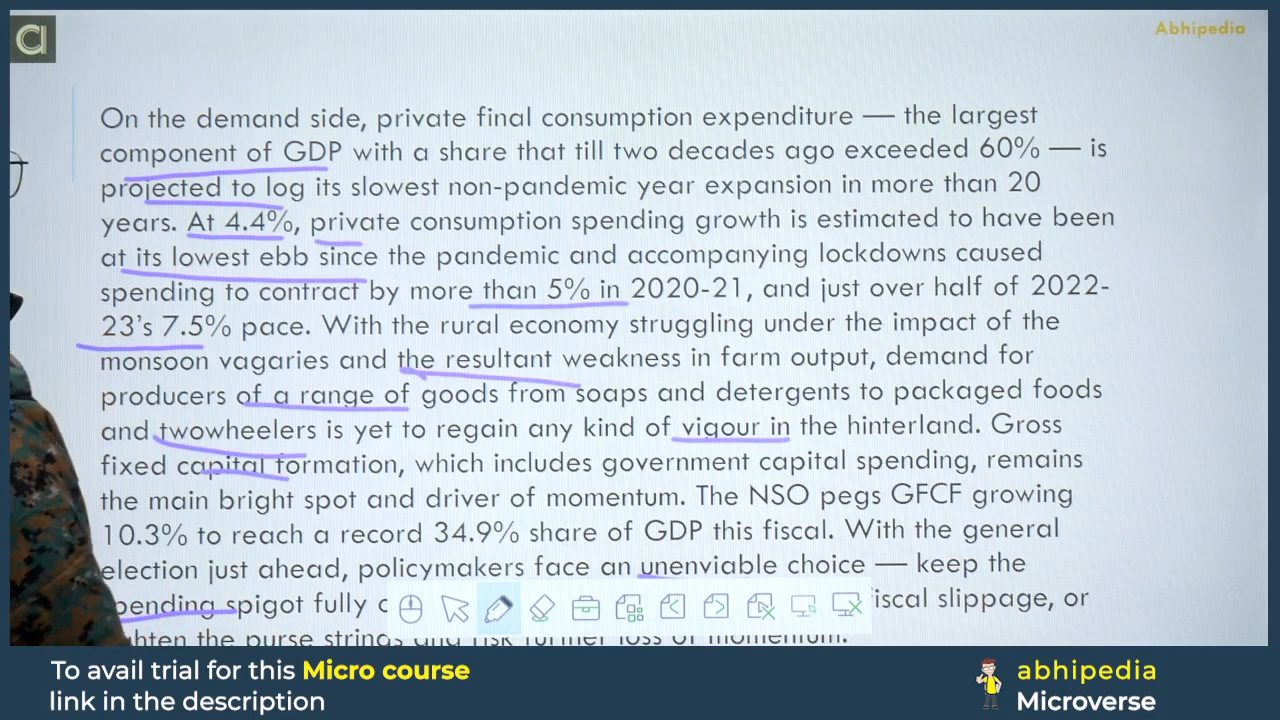 Abhipedia
On the demand side, private final consumption expenditure — the largest
component of GDP with a share that till two decades ago exceeded 60% — is
projected to log its slowest non-pandemic year expansion in more than 20
years. At 4.4%, private consumption spending growth is estimated to have been
at its lowest ebb since the pandemic and accompanying lockdowns caused
spending to contract by more than 5% in 2020-21, and just over half of 2022-
23's 7.5% pace. With the rural economy struggling under the impact of the
monsoon vagaries and the resultant weakness in farm output, demand for
producers of a range of goods from soaps and detergents to packaged foods
and twowheelers is yet to regain any kind of vigour in the hinterland. Gross
fixed capital formation, which includes government capital spending, remains
the main bright spot and driver of momentum. The NSO pegs GFCF growing
10.3% to reach a record 34.9% share of GDP this fiscal. With the general
election just ahead, policymakers face an unenviable choice — keep the
spending spigot fully fiscal slippage, or
the purse strings and risk further loss of momentum.
To avail trial for this Micro course
link in the description
abhipedia
Microverse